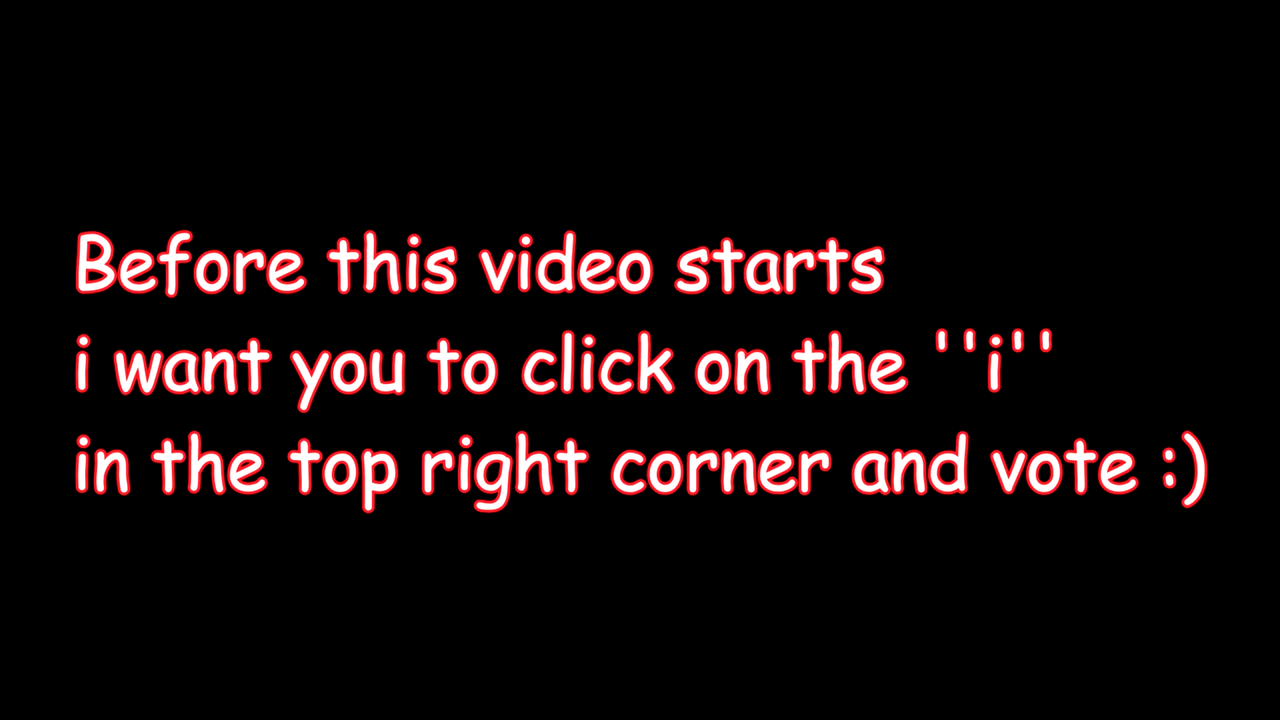 Before this video starts
i want you to click on the ''i''
in the top right corner and vote :)